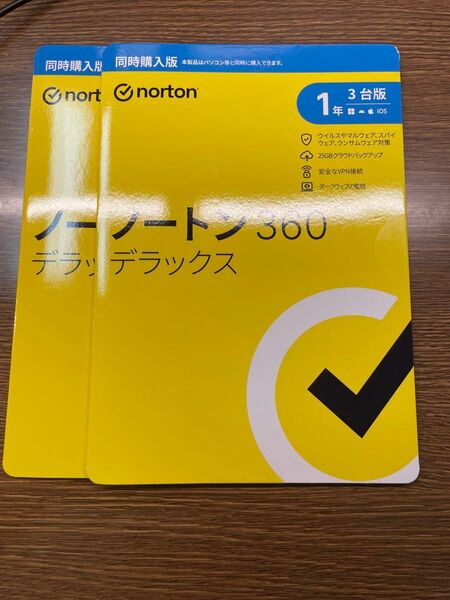 同時購入版
nort
ノー
デラッ
同時購入版 本製品はパソコン等と同時に購入できます。
norton
1年
3台版
iOS
ウイルスやマルウェア、スパイ
ウェア、ランサムウェア対策
25GBクラウドバックアップ
安全なVPN接続
ダークウェブの監視
ノートン 360
デラックス